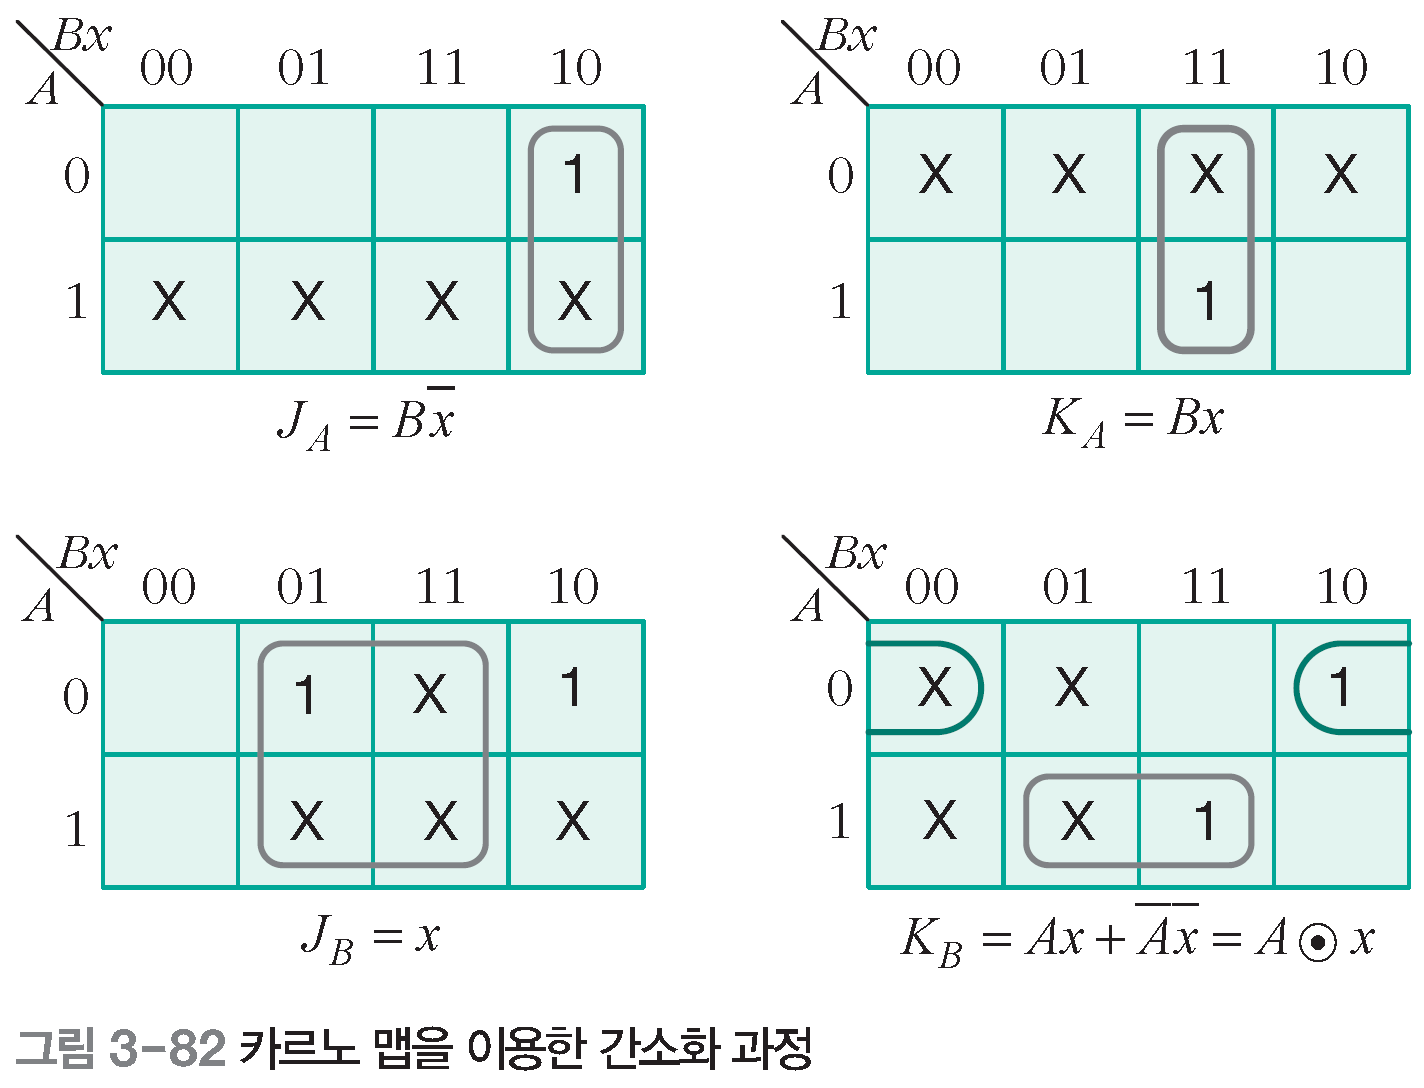 Bx
A
00 01 11 10
0 1
1 X X X X
J_A = Bx̅
Bx
A
00 01 11 10
0 X X X X
1 1
K_A = Bx
Bx
A
00 01 11 10
0 1 X 1
1 X X X
J_B = x
Bx
A
00 01 11 10
0 X X 1
1 X X 1
K_B = Ax + A̅x̅ = A ⊙ x
그림 3-82 카르노 맵을 이용한 간소화 과정